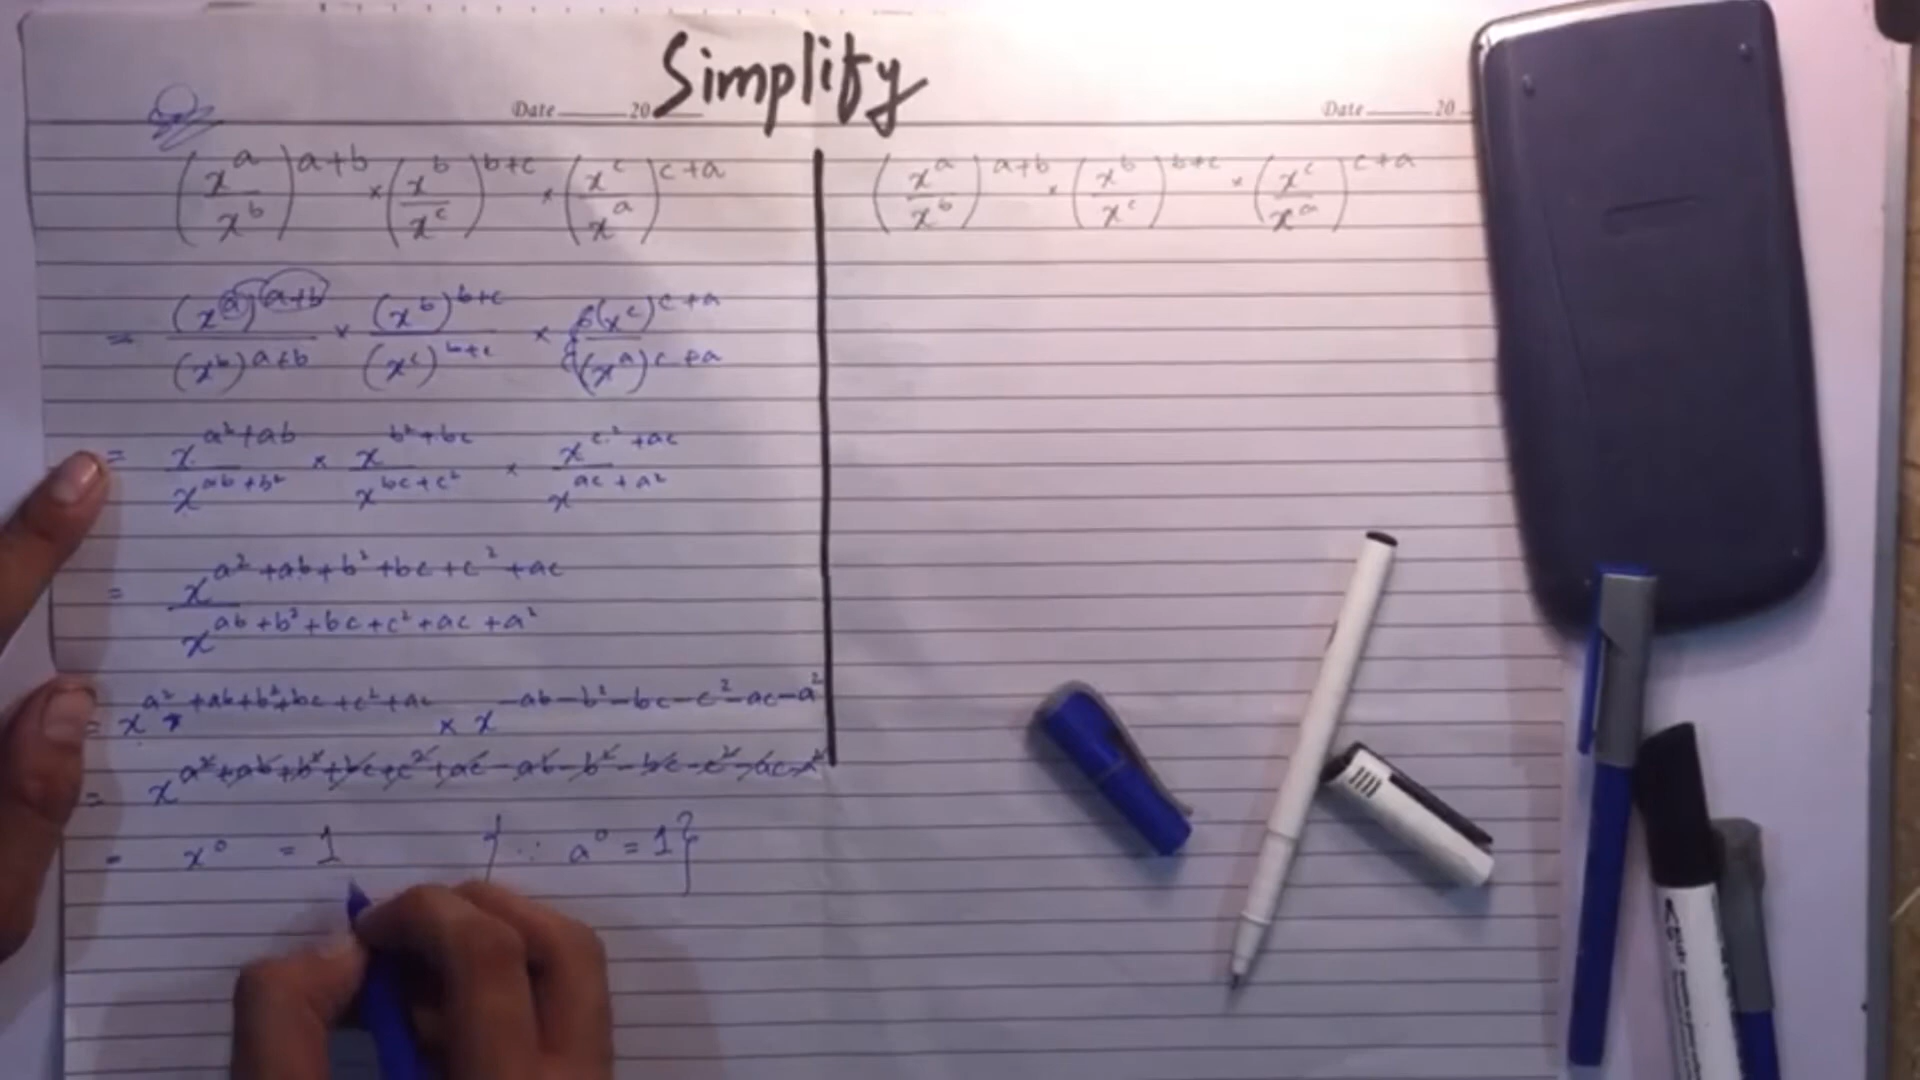 Simplify
Date 20 Date 20
(x^a/x^b)^(a+b) × (x^b/x^c)^(b+c) × (x^c/x^a)^(c+a)
(x^a/x^b)^(a+b) × (x^b/x^c)^(b+c) × (x^c/x^a)^(c+a)
= (x^a)^(a+b)/(x^b)^(a+b) × (x^b)^(b+c)/(x^c)^(b+c) × (x^c)^(c+a)/(x^a)^(c+a)
= x^(a²+ab)/x^(ab+b²) × x^(b²+bc)/x^(bc+c²) × x^(c²+ac)/x^(ac+a²)
= x^(a²+ab+b²+bc+c²+ac)/x^(ab+b²+bc+c²+ac+a²)
= x^(a²+ab+b²+bc+c²+ac) × x^(-ab-b²-bc-c²-ac-a²)
= x^(a²+ab+b²+bc+c²+ac-ab-b²-bc-c²-ac-a²)
= x⁰ = 1 {∵ a⁰ = 1}